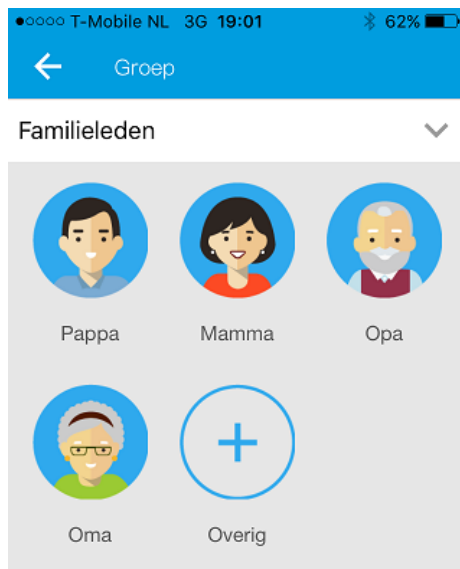 T-Mobile NL 3G 19:01 62%
Groep
Familieleden
Pappa Mamma Opa
Oma Overig